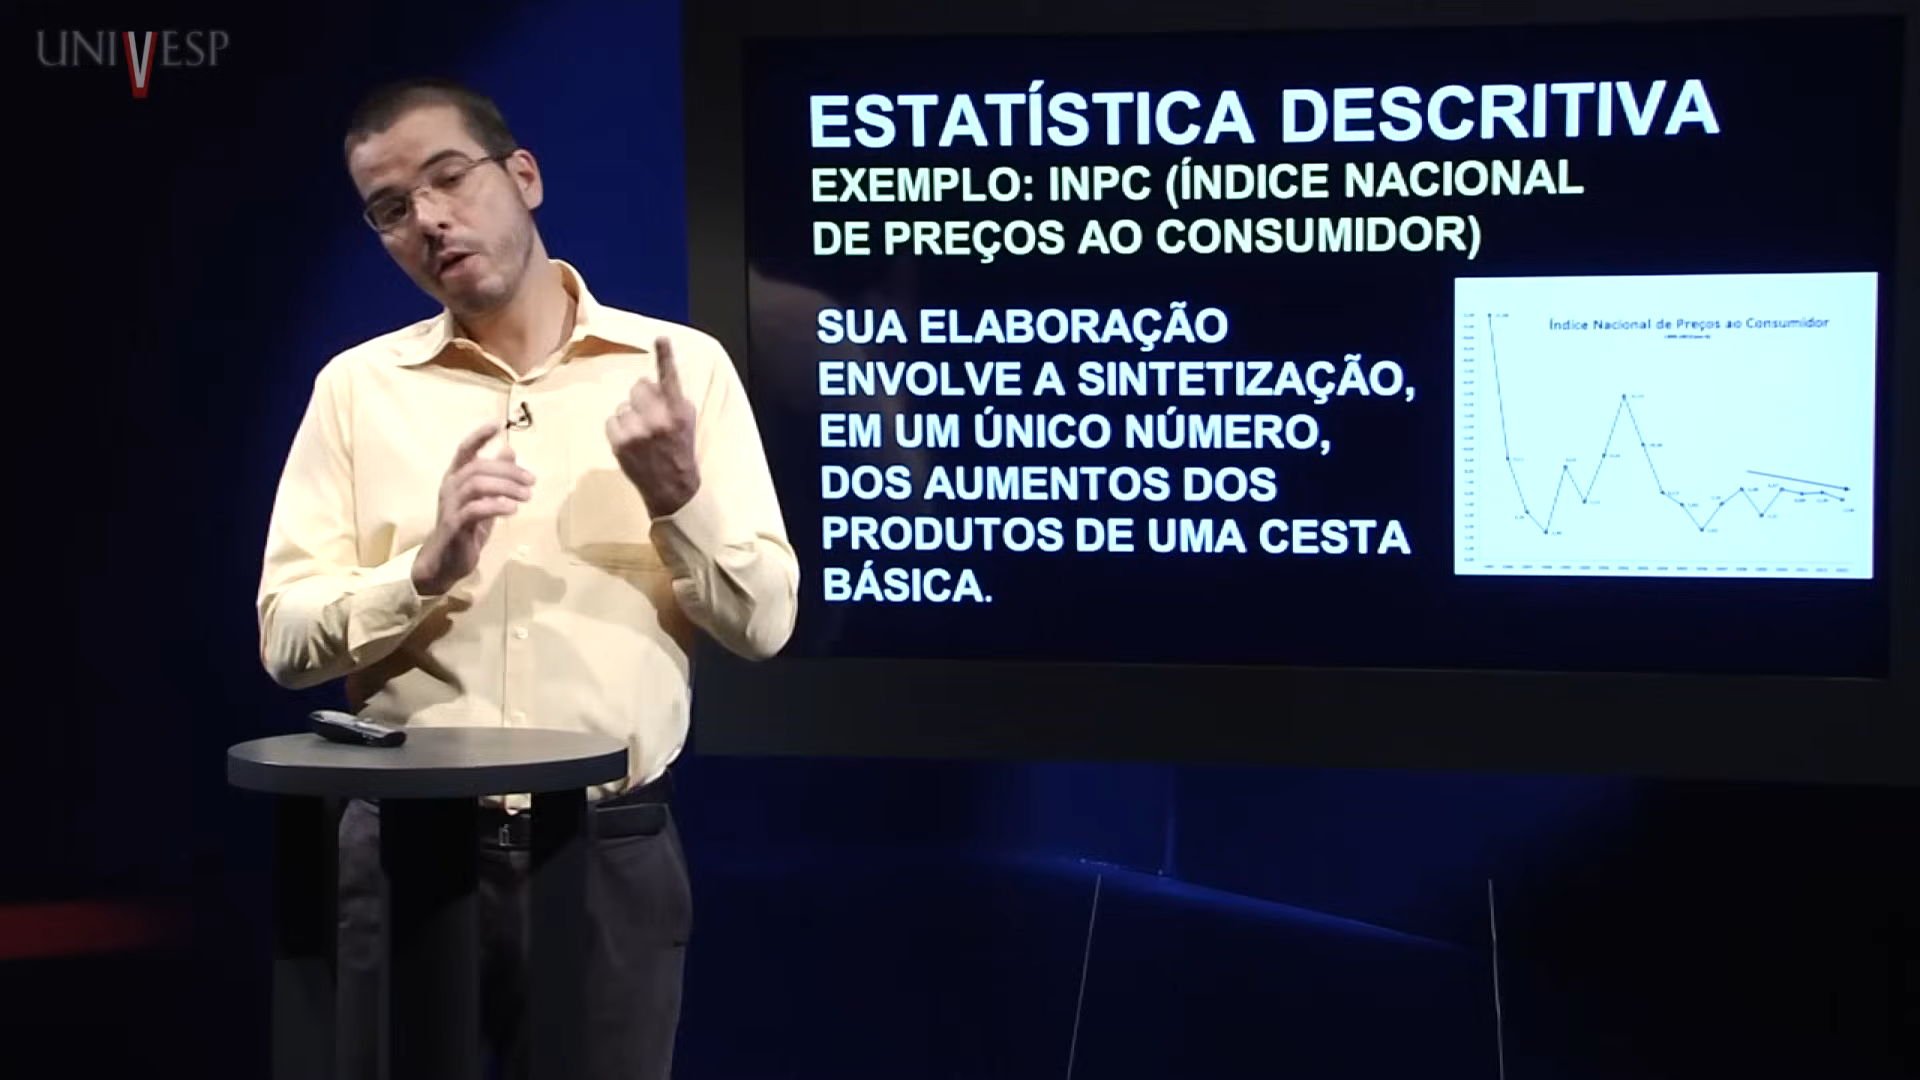 UNIVESP
ESTATÍSTICA DESCRITIVA
EXEMPLO: INPC (ÍNDICE NACIONAL
DE PREÇOS AO CONSUMIDOR)
SUA ELABORAÇÃO
ENVOLVE A SINTETIZAÇÃO,
EM UM ÚNICO NÚMERO,
DOS AUMENTOS DOS
PRODUTOS DE UMA CESTA
BÁSICA.
Índice Nacional de Preços ao Consumidor